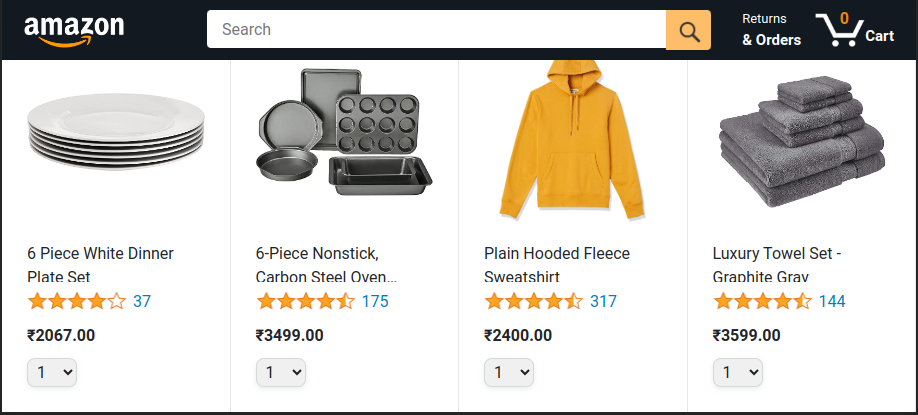 amazon
Search
Returns
& Orders
0
Cart
6 Piece White Dinner
Plate Set
37
₹2067.00
1
6-Piece Nonstick,
Carbon Steel Oven...
175
₹3499.00
1
Plain Hooded Fleece
Sweatshirt
317
₹2400.00
1
Luxury Towel Set -
Graphite Gray
144
₹3599.00
1